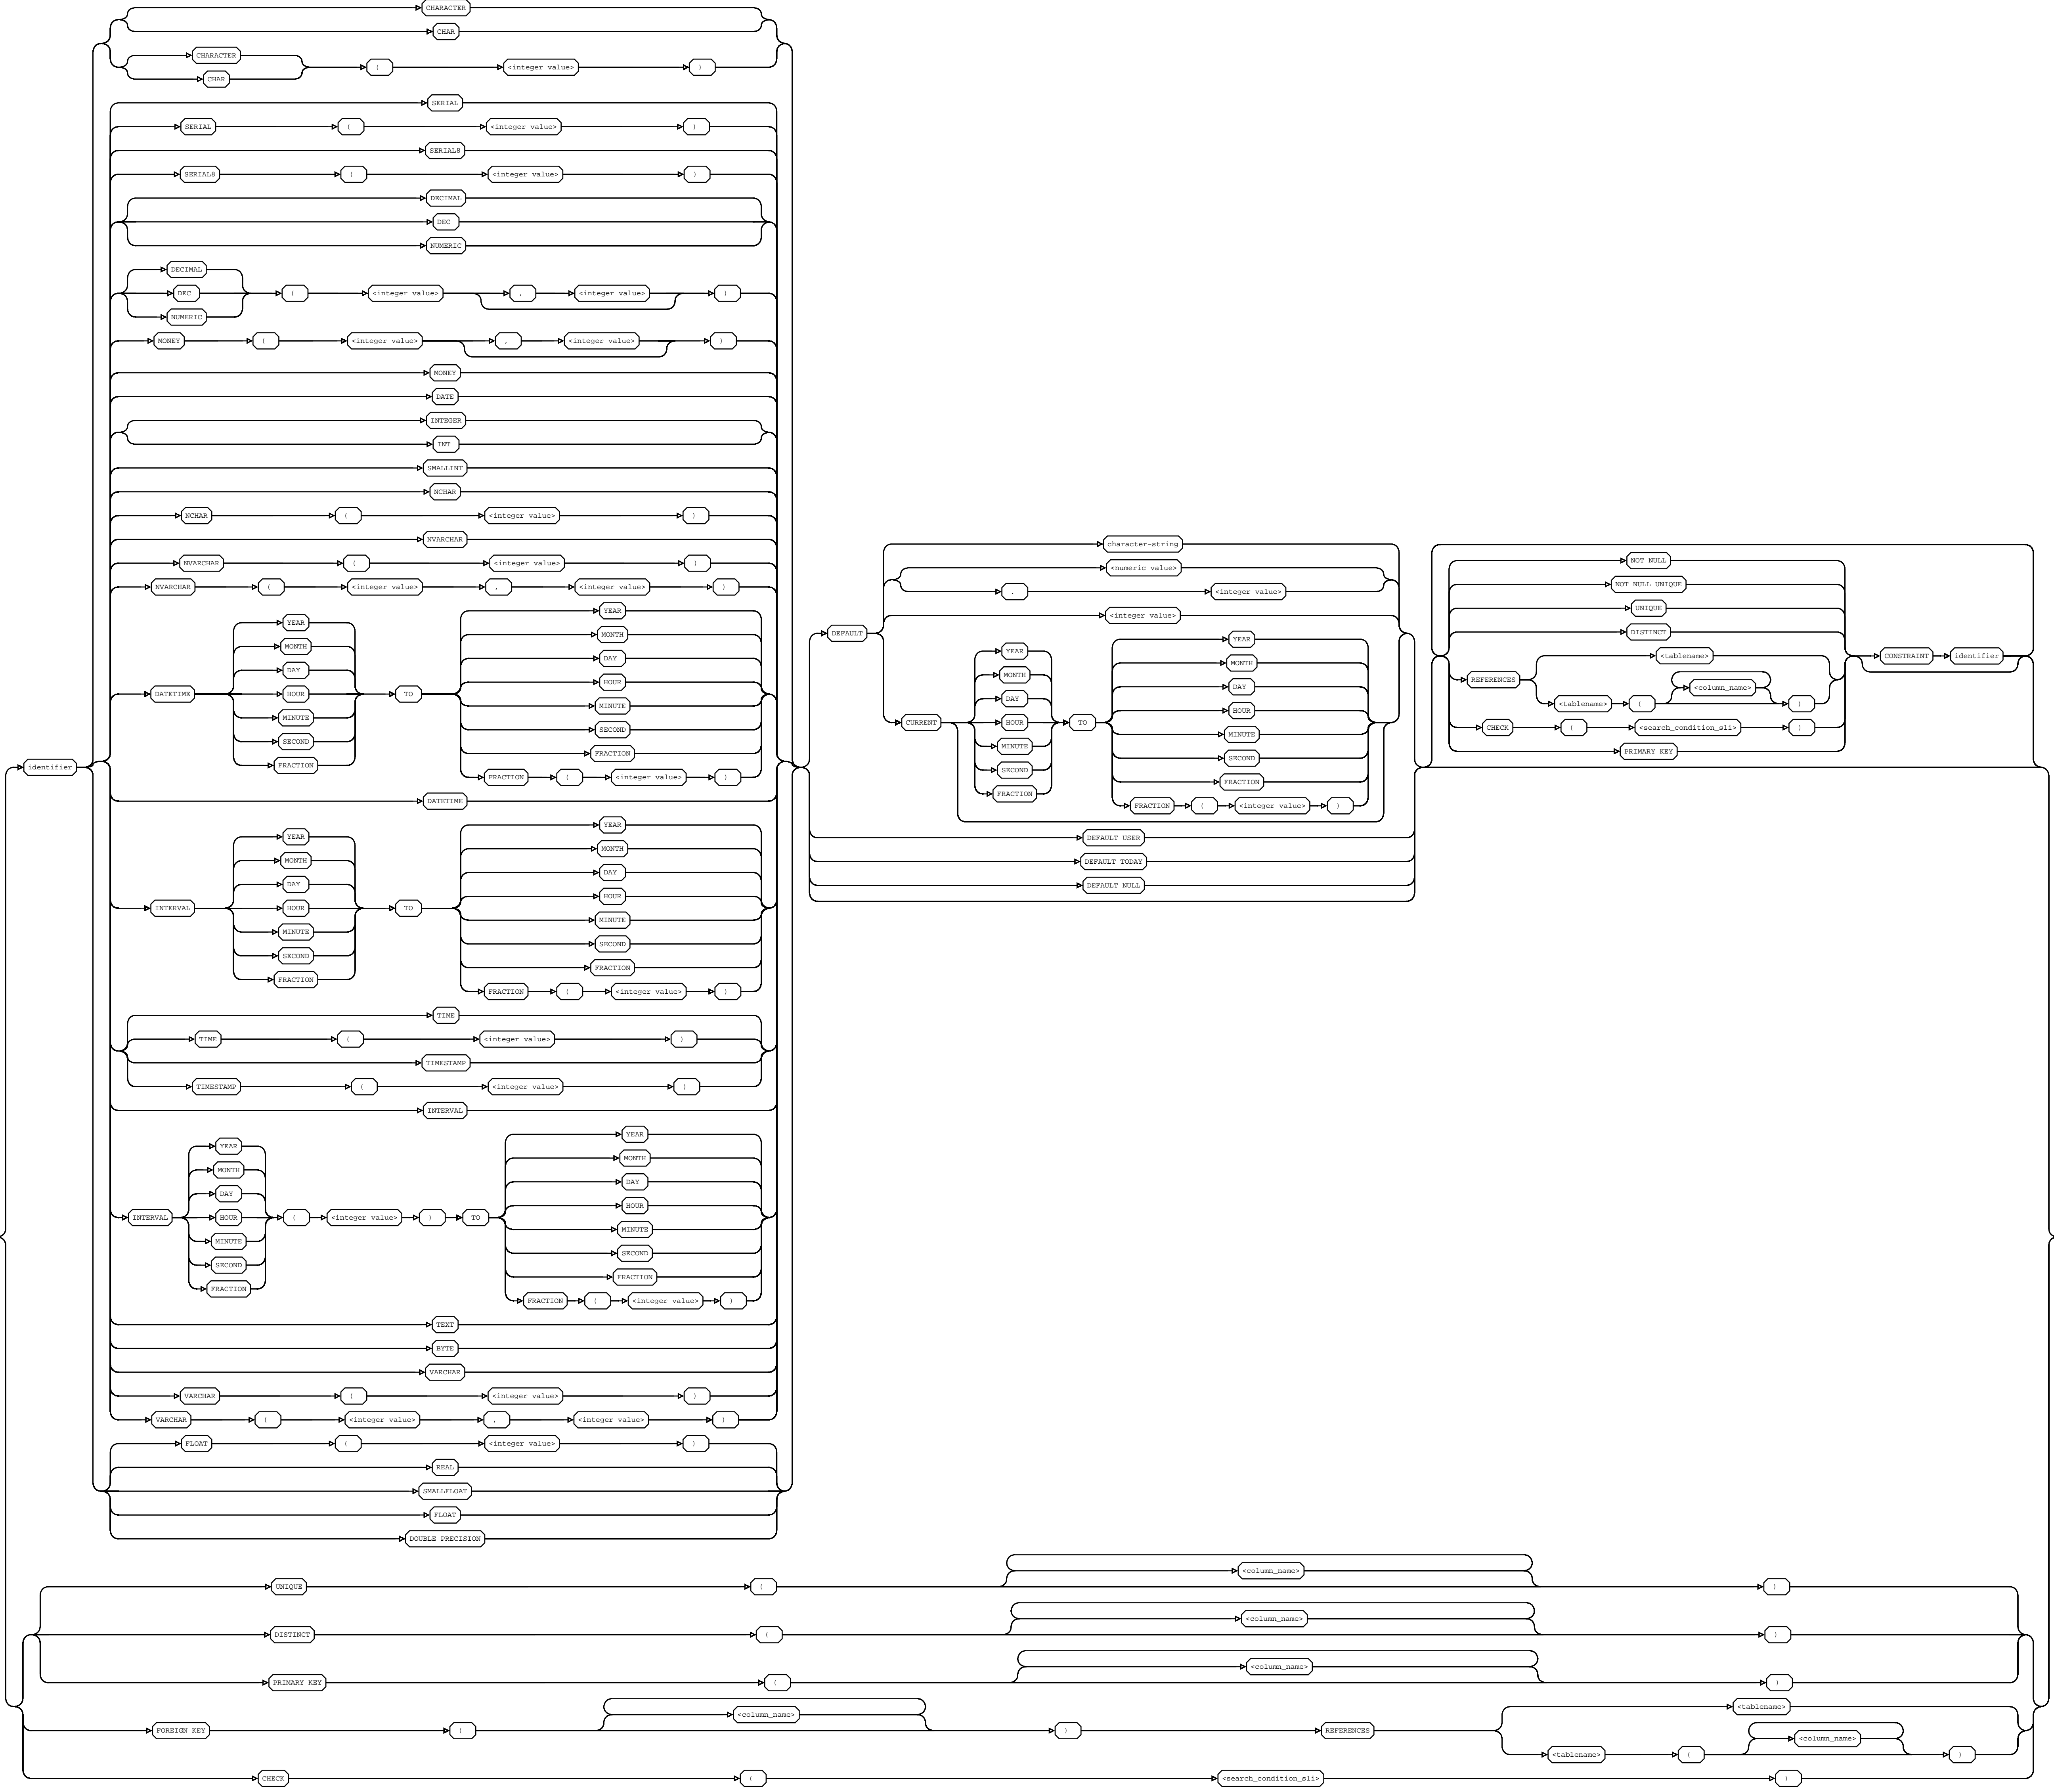 CHARACTER
CHAR
CHARACTER
CHAR
( <integer value> )
SERIAL
SERIAL ( <integer value> )
SERIAL8
SERIAL8 ( <integer value> )
DECIMAL
DEC
NUMERIC
DECIMAL
DEC ( <integer value> , <integer value> )
NUMERIC
MONEY ( <integer value> , <integer value> )
MONEY
DATE
INTEGER
INT
SMALLINT
NCHAR
NCHAR ( <integer value> )
NVARCHAR
NVARCHAR ( <integer value> )
NVARCHAR ( <integer value> , <integer value> )
DATETIME
YEAR
MONTH
DAY
HOUR
MINUTE
SECOND
FRACTION
TO
YEAR
MONTH
DAY
HOUR
MINUTE
SECOND
FRACTION
FRACTION ( <integer value> )
identifier
DATETIME
INTERVAL
YEAR
MONTH
DAY
HOUR
MINUTE
SECOND
FRACTION
TO
YEAR
MONTH
DAY
HOUR
MINUTE
SECOND
FRACTION
FRACTION ( <integer value> )
TIME
TIME ( <integer value> )
TIMESTAMP
TIMESTAMP ( <integer value> )
INTERVAL
INTERVAL
YEAR
MONTH
DAY
HOUR
MINUTE
SECOND
FRACTION
( <integer value> ) TO
YEAR
MONTH
DAY
HOUR
MINUTE
SECOND
FRACTION
FRACTION ( <integer value> )
TEXT
BYTE
VARCHAR
VARCHAR ( <integer value> )
VARCHAR ( <integer value> , <integer value> )
FLOAT ( <integer value> )
REAL
SMALLFLOAT
FLOAT
DOUBLE PRECISION
DEFAULT
character-string
<numeric value>
. <integer value>
<integer value>
CURRENT
YEAR
MONTH
DAY
HOUR
MINUTE
SECOND
FRACTION
TO
YEAR
MONTH
DAY
HOUR
MINUTE
SECOND
FRACTION
FRACTION ( <integer value> )
DEFAULT USER
DEFAULT TODAY
DEFAULT NULL
NOT NULL
NOT NULL UNIQUE
UNIQUE
DISTINCT
REFERENCES
<tablename>
<tablename> ( <column_name> )
CHECK ( <search_condition_sli> )
PRIMARY KEY
CONSTRAINT identifier
UNIQUE ( <column_name> )
DISTINCT ( <column_name> )
PRIMARY KEY ( <column_name> )
FOREIGN KEY ( <column_name> ) REFERENCES
<tablename>
<tablename> ( <column_name> )
CHECK ( <search_condition_sli> )